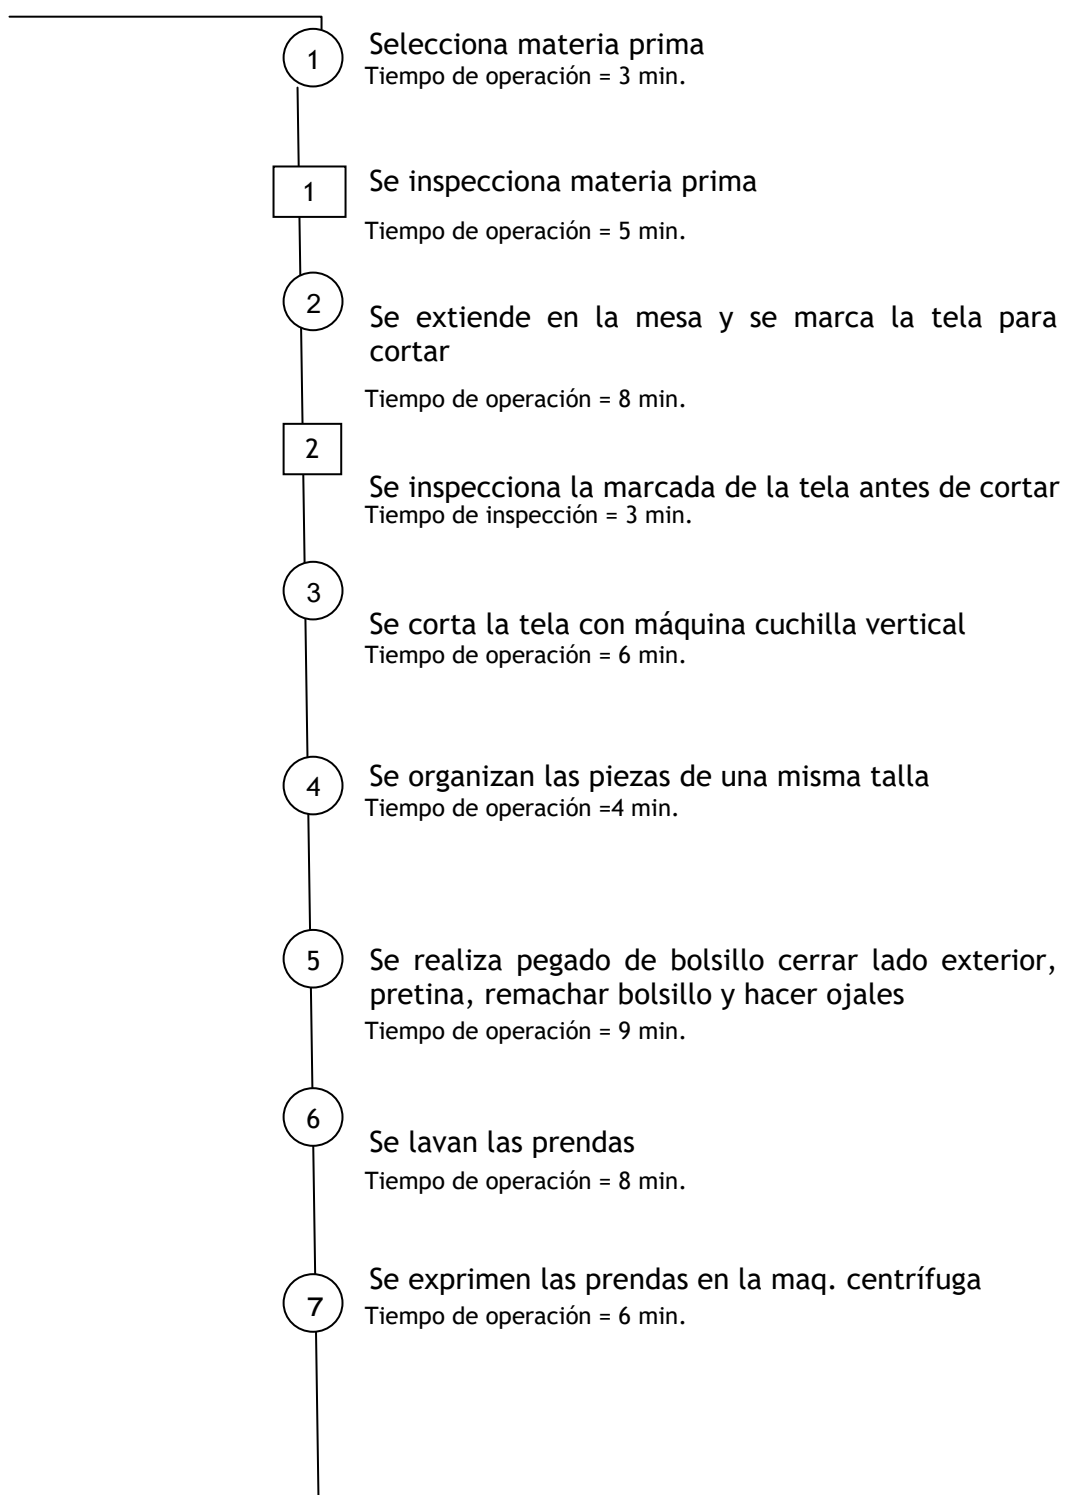 1
Selecciona materia prima
Tiempo de operación = 3 min.
1
Se inspecciona materia prima
Tiempo de operación = 5 min.
2
Se extiende en la mesa y se marca la tela para
cortar
Tiempo de operación = 8 min.
2
Se inspecciona la marcada de la tela antes de cortar
Tiempo de inspección = 3 min.
3
Se corta la tela con máquina cuchilla vertical
Tiempo de operación = 6 min.
4
Se organizan las piezas de una misma talla
Tiempo de operación =4 min.
5
Se realiza pegado de bolsillo cerrar lado exterior,
pretina, remachar bolsillo y hacer ojales
Tiempo de operación = 9 min.
6
Se lavan las prendas
Tiempo de operación = 8 min.
7
Se exprimen las prendas en la maq. centrífuga
Tiempo de operación = 6 min.